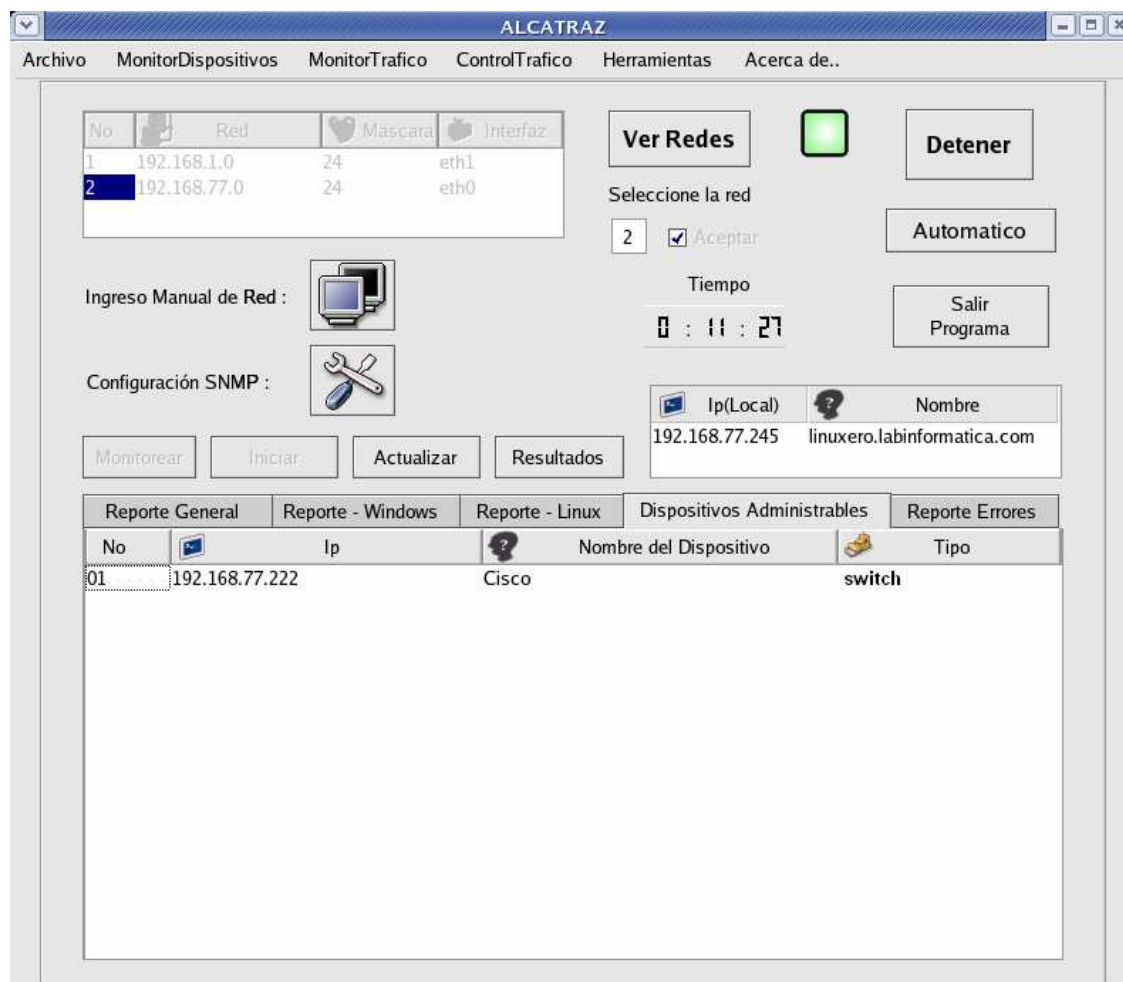 ALCATRAZ
Archivo MonitorDispositivos MonitorTrafico ControlTrafico Herramientas Acerca de..
No Red Mascara Interfaz
1 192.168.1.0 24 eth1
2 192.168.77.0 24 eth0
Ver Redes
Detener
Seleccione la red
2 Aceptar
Automatico
Ingreso Manual de Red :
Tiempo
0 : 11 : 27
Salir
Programa
Configuración SNMP :
Ip(Local) Nombre
192.168.77.245 linuxero.labinformatica.com
Monitorear Iniciar Actualizar Resultados
Reporte General Reporte - Windows Reporte - Linux Dispositivos Administrables Reporte Errores
No Ip Nombre del Dispositivo Tipo
01 192.168.77.222 Cisco switch